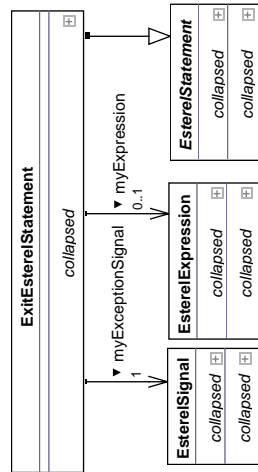 ExitEsterelStatement
collapsed
myExceptionSignal
1
myExpression
0..1
EsterelSignal
collapsed
collapsed
EsterelExpression
collapsed
collapsed
EsterelStatement
collapsed
collapsed